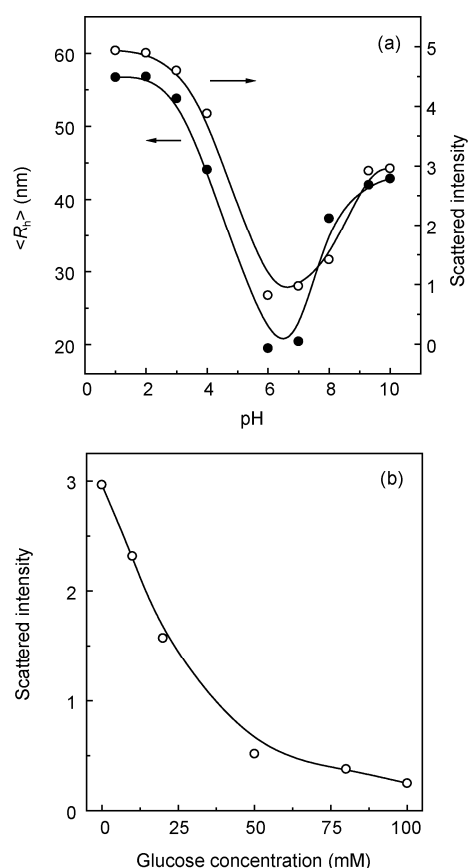 (a)
60
50
40
30
20
<Rh> (nm)
5
4
3
2
1
0
Scattered intensity
0 2 4 6 8 10
pH
(b)
3
2
1
0
Scattered intensity
0 25 50 75 100
Glucose concentration (mM)